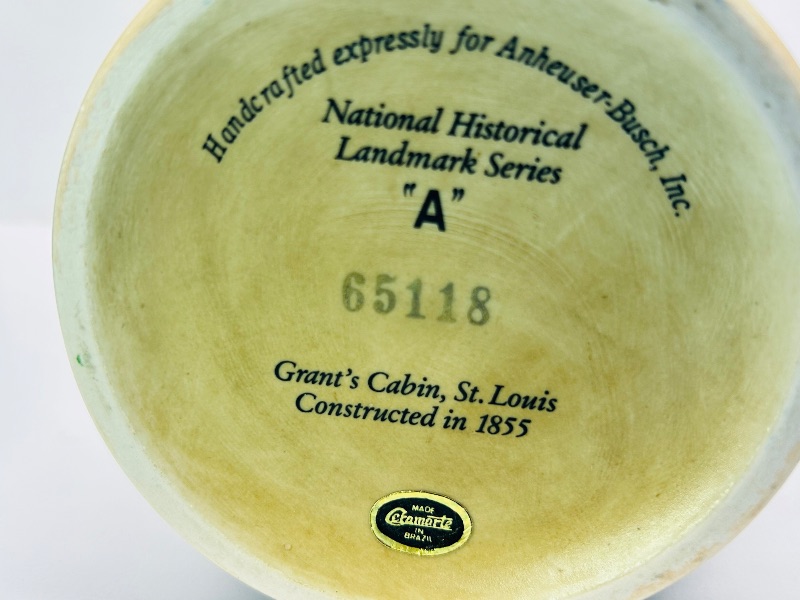 Handcrafted expressly for Anheuser-Busch, Inc.
National Historical
Landmark Series
"A"
65118
Grant's Cabin, St. Louis
Constructed in 1855
MADE
Ceramarte
IN
BRAZIL